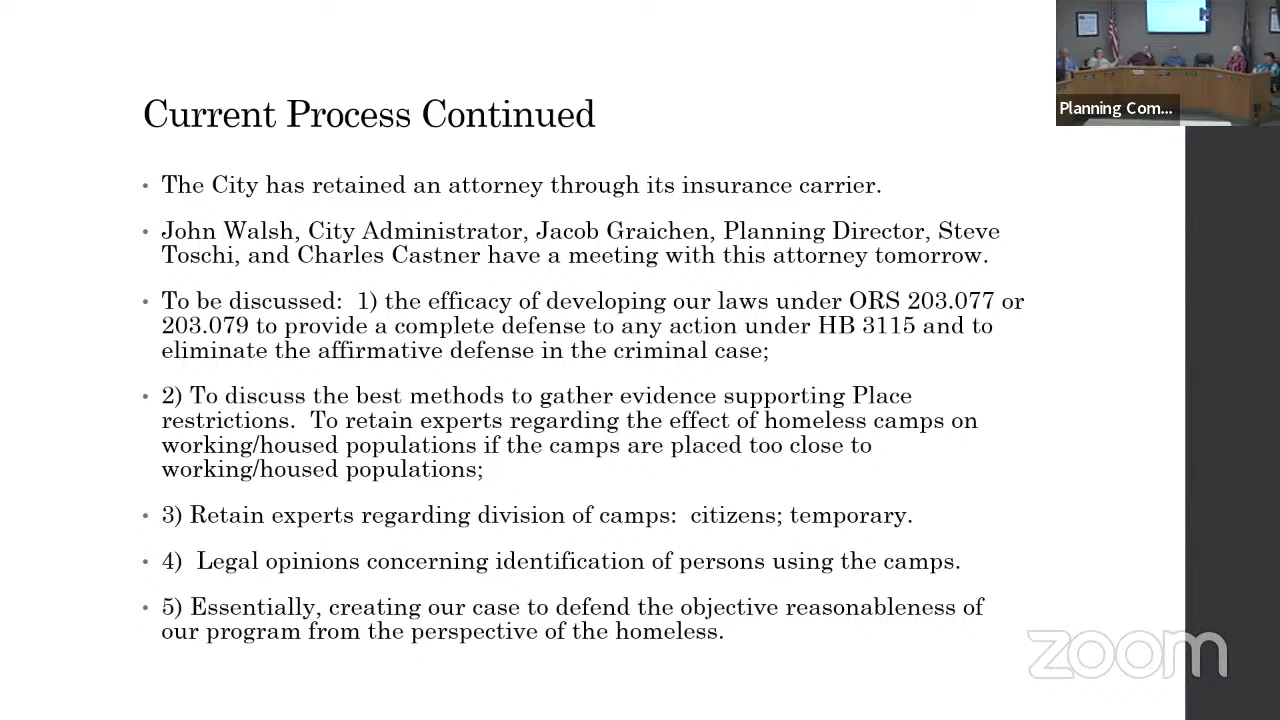 Planning Com...
Current Process Continued
• The City has retained an attorney through its insurance carrier.
• John Walsh, City Administrator, Jacob Graichen, Planning Director, Steve
Toschi, and Charles Castner have a meeting with this attorney tomorrow.
• To be discussed:  1) the efficacy of developing our laws under ORS 203.077 or
203.079 to provide a complete defense to any action under HB 3115 and to
eliminate the affirmative defense in the criminal case;
• 2) To discuss the best methods to gather evidence supporting Place
restrictions.  To retain experts regarding the effect of homeless camps on
working/housed populations if the camps are placed too close to
working/housed populations;
• 3) Retain experts regarding division of camps:  citizens; temporary.
• 4)  Legal opinions concerning identification of persons using the camps.
• 5) Essentially, creating our case to defend the objective reasonableness of
our program from the perspective of the homeless.
zoom